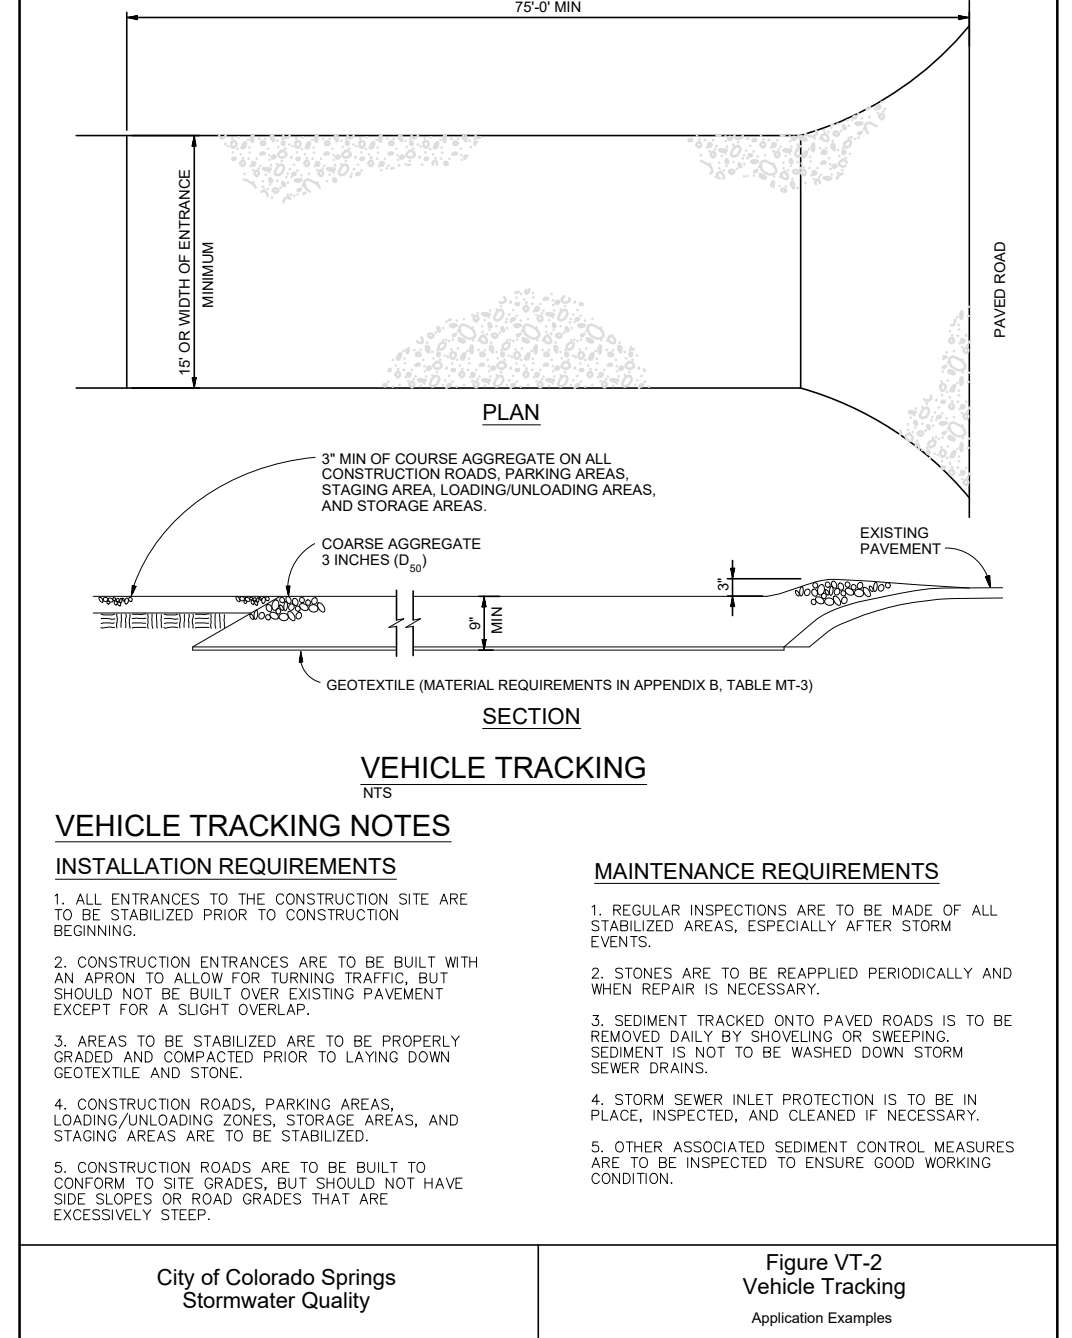 75'-0' MIN
15' OR WIDTH OF ENTRANCE
MINIMUM
PAVED ROAD
PLAN
3" MIN OF COURSE AGGREGATE ON ALL
CONSTRUCTION ROADS, PARKING AREAS,
STAGING AREA, LOADING/UNLOADING AREAS,
AND STORAGE AREAS.
COARSE AGGREGATE
3 INCHES (D50)
EXISTING
PAVEMENT
3"
9"
MIN
GEOTEXTILE (MATERIAL REQUIREMENTS IN APPENDIX B, TABLE MT-3)
SECTION
VEHICLE TRACKING
NTS
VEHICLE TRACKING NOTES
INSTALLATION REQUIREMENTS
1. ALL ENTRANCES TO THE CONSTRUCTION SITE ARE
TO BE STABILIZED PRIOR TO CONSTRUCTION
BEGINNING.
2. CONSTRUCTION ENTRANCES ARE TO BE BUILT WITH
AN APRON TO ALLOW FOR TURNING TRAFFIC, BUT
SHOULD NOT BE BUILT OVER EXISTING PAVEMENT
EXCEPT FOR A SLIGHT OVERLAP.
3. AREAS TO BE STABILIZED ARE TO BE PROPERLY
GRADED AND COMPACTED PRIOR TO LAYING DOWN
GEOTEXTILE AND STONE.
4. CONSTRUCTION ROADS, PARKING AREAS,
LOADING/UNLOADING ZONES, STORAGE AREAS, AND
STAGING AREAS ARE TO BE STABILIZED.
5. CONSTRUCTION ROADS ARE TO BE BUILT TO
CONFORM TO SITE GRADES, BUT SHOULD NOT HAVE
SIDE SLOPES OR ROAD GRADES THAT ARE
EXCESSIVELY STEEP.
MAINTENANCE REQUIREMENTS
1. REGULAR INSPECTIONS ARE TO BE MADE OF ALL
STABILIZED AREAS, ESPECIALLY AFTER STORM
EVENTS.
2. STONES ARE TO BE REAPPLIED PERIODICALLY AND
WHEN REPAIR IS NECESSARY.
3. SEDIMENT TRACKED ONTO PAVED ROADS IS TO BE
REMOVED DAILY BY SHOVELING OR SWEEPING.
SEDIMENT IS NOT TO BE WASHED DOWN STORM
SEWER DRAINS.
4. STORM SEWER INLET PROTECTION IS TO BE IN
PLACE, INSPECTED, AND CLEANED IF NECESSARY.
5. OTHER ASSOCIATED SEDIMENT CONTROL MEASURES
ARE TO BE INSPECTED TO ENSURE GOOD WORKING
CONDITION.
City of Colorado Springs
Stormwater Quality
Figure VT-2
Vehicle Tracking
Application Examples